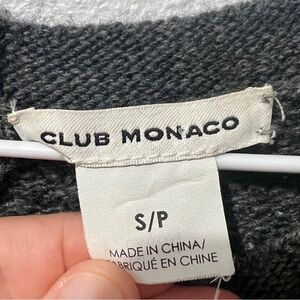 CLUB MONACO
S/P
MADE IN CHINA/
ABRIQUÉ EN CHINE